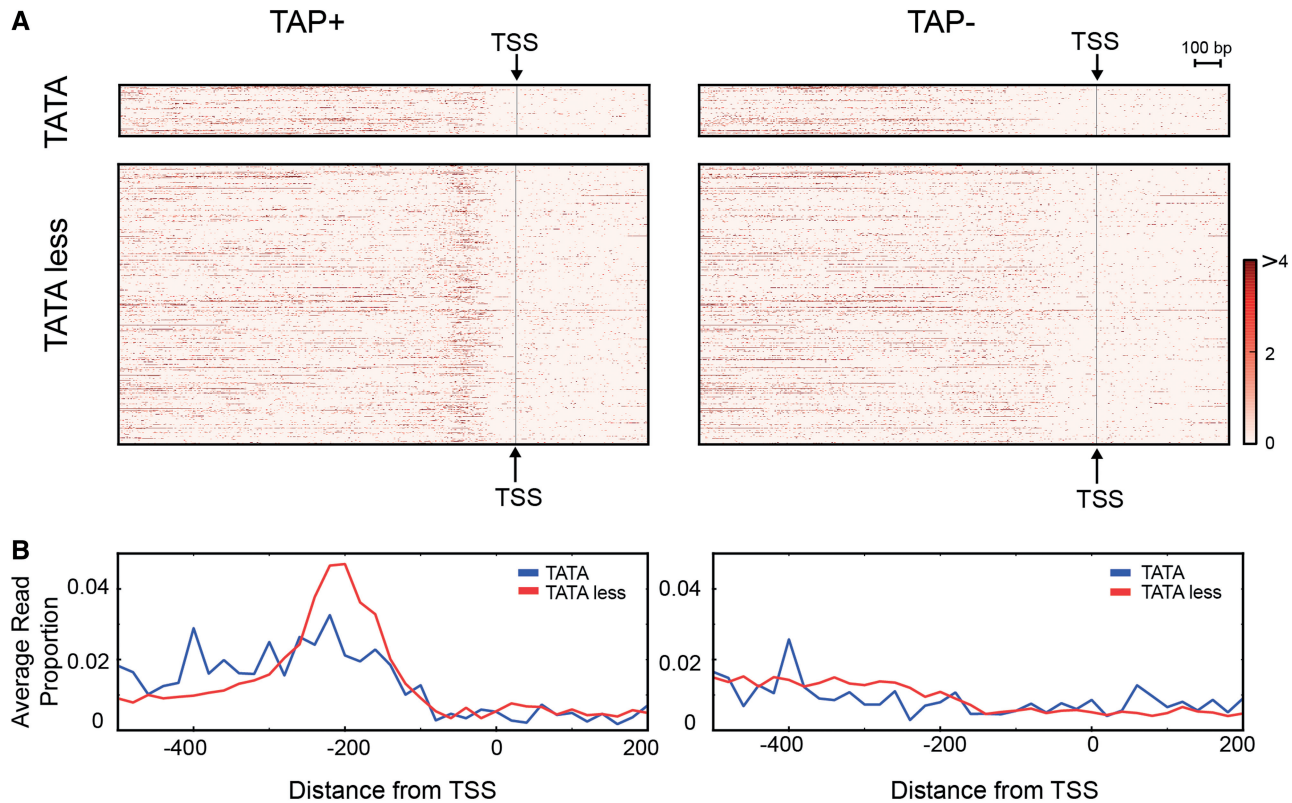 A
TAP+
TAP-
TSS
TSS
100 bp
TATA
TATA less
>4
2
0
TSS
TSS
B
Average Read
Proportion
0.04
0.02
0
TATA
TATA less
-400
-200
0
200
Distance from TSS
0.04
0.02
0
TATA
TATA less
-400
-200
0
200
Distance from TSS